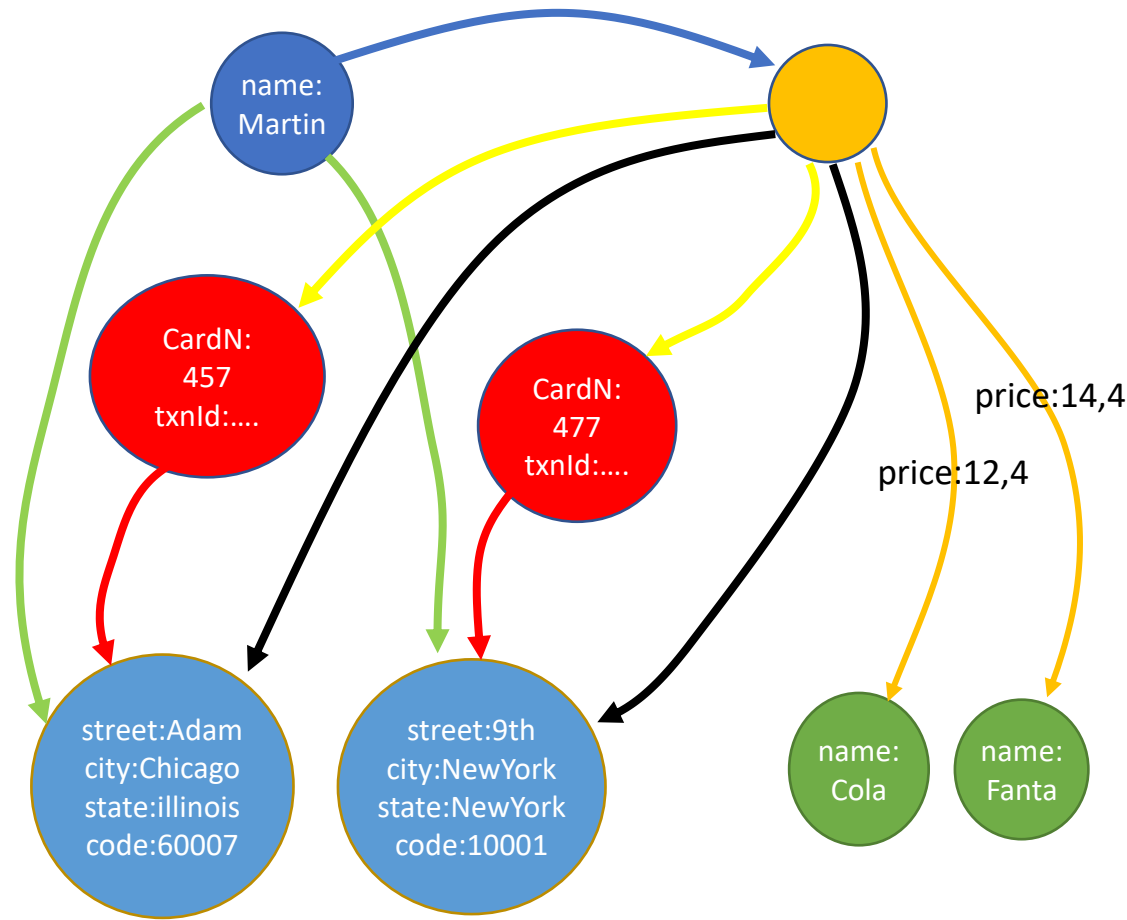 name:
Martin
CardN:
457
txnId:....
CardN:
477
txnId:....
price:14,4
price:12,4
street:Adam
city:Chicago
state:illinois
code:60007
street:9th
city:NewYork
state:NewYork
code:10001
name:
Cola
name:
Fanta